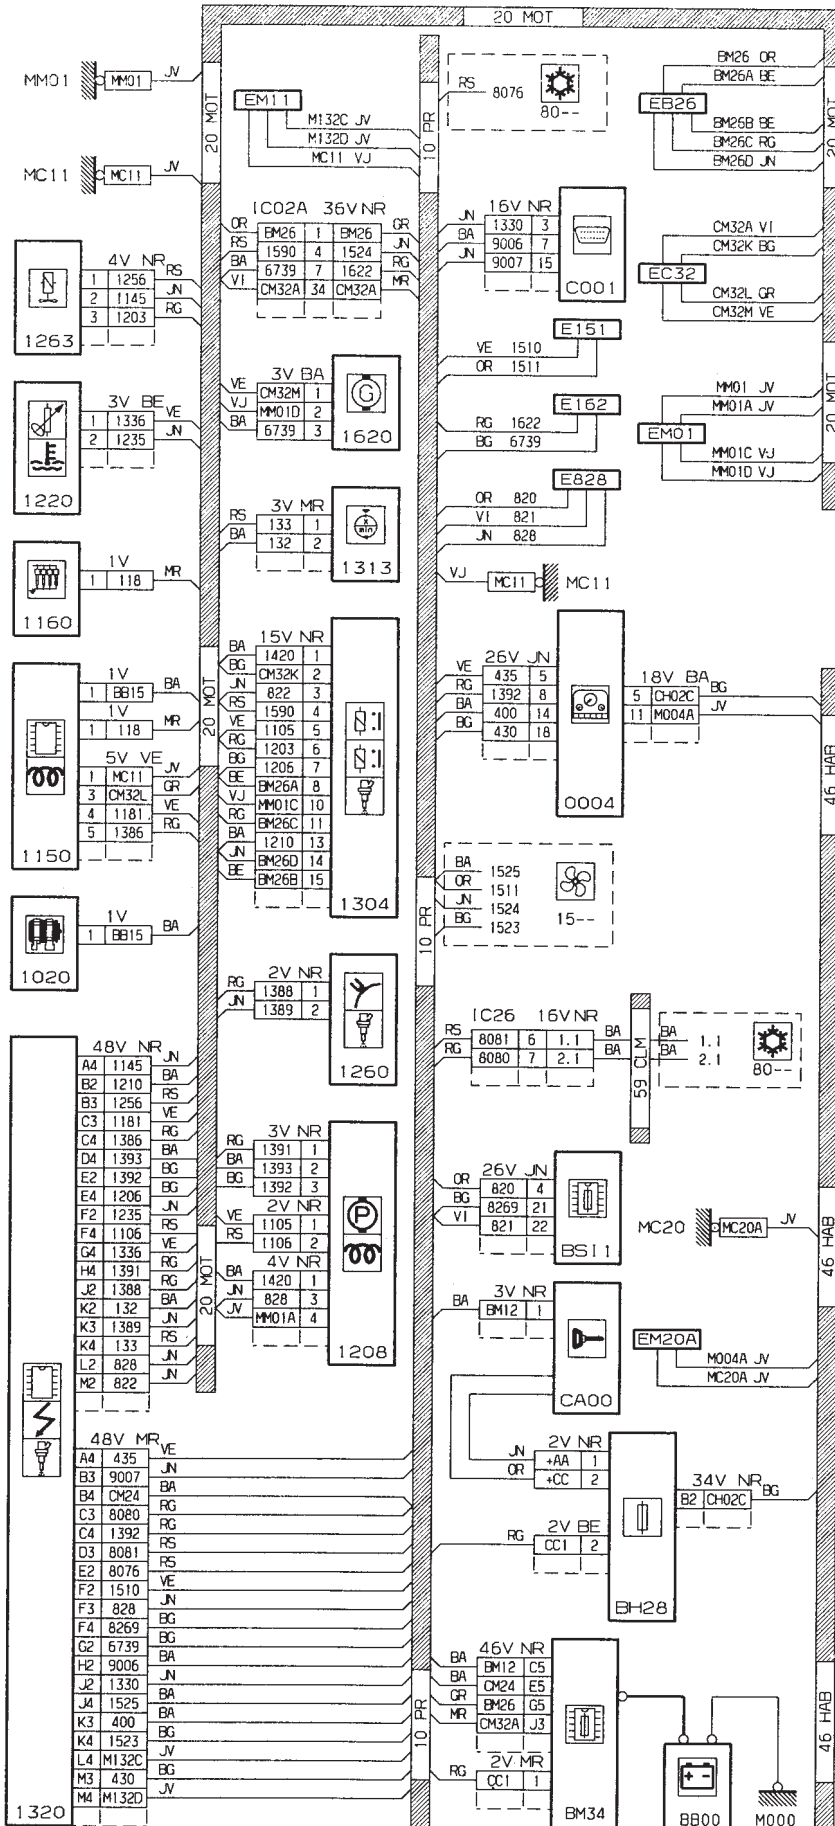 20 MOT
MM01 MM01 JV
MC11 MC11 JV
20 MOT
4V NR
1 1256 RS
2 1145 JN
3 1203 RG
1263
3V BE
1 1336 VE
2 1235 JN
1220
1V
1 118 MR
1160
1V
1 BB15 BA
1V
1 118 MR
5V VE
1 MC11 JV
3 CM32L GR
4 1181 VE
5 1386 RG
1150
20 MOT
1V
1 BB15 BA
1020
48V NR
A4 1145 JN
B2 1210 BA
B3 1256 RS
C3 1181 VE
C4 1386 RG
D4 1393 BA
E2 1392 BG
E4 1206 BG
F2 1235 JN
F4 1106 RS
G4 1336 VE
H4 1391 RG
J2 1388 RG
K2 132 BA
K3 1389 JN
K4 133 RS
L2 828 JN
M2 822 JN
20 MOT
48V MR
A4 435 VE
B3 9007 JN
B4 CM24 BA
C3 8080 RG
C4 1392 RG
D3 8081 RS
E2 8076 RS
F2 1510 VE
F3 828 JN
F4 8269 BG
G2 6739 BG
H2 9006 BA
J2 1330 JN
J4 1525 BA
K3 400 BA
K4 1523 BG
L4 M132C JV
M3 430 BG
M4 M132D JV
1320
EM11
M132C JV
M132D JV
MC11 VJ
10 PR
IC02A 36V NR
OR BM26 1 BM26 GR
RS 1590 4 1524 JN
BA 6739 7 1622 RG
VI CM32A 34 CM32A MR
3V BA
VE CM32M 1
VJ MM01D 2
BA 6739 3
G
1620
3V MR
RS 133 1
BA 132 2
x
min
1313
15V NR
BA 1420 1
BG CM32K 2
JN 822 3
RS 1590 4
VE 1105 5
RG 1203 6
BG 1206 7
BE BM26A 8
VJ MM01C 10
RG BM26C 11
BA 1210 13
JN BM26D 14
BE BM26B 15
1304
2V NR
RG 1388 1
JN 1389 2
1260
3V NR
RG 1391 1
BA 1393 2
BG 1392 3
2V NR
VE 1105 1
RS 1106 2
4V NR
BA 1420 1
JN 828 3
JV MM01A 4
P
1208
RS 8076
80--
16V NR
JN 1330 3
BA 9006 7
JN 9007 15
C001
E151
VE 1510
OR 1511
E162
RG 1622
BG 6739
E828
OR 820
VI 821
JN 828
VJ MC11 MC11
26V JN
VE 435 5
RG 1392 8
BA 400 14
BG 430 18
0004
18V BA
5 CH02C BG
11 M004A JV
10 PR
BA 1525
OR 1511
JN 1524
BG 1523
15--
IC26 16V NR
RS 8081 6 1.1 BA
RG 8080 7 2.1 BA
59 CLM
BA 1.1
BA 2.1
80--
26V JN
OR 820 4
BG 8269 21
VI 821 22
BSI1
MC20 MC20A JV
3V NR
BA BM12 1
CA00
EM20A
M004A JV
MC20A JV
2V NR
JN +AA 1
OR +CC 2
2V BE
RG CC1 2
BH28
34V NR
B2 CH02C BG
46V NR
BA BM12 C5
BA CM24 E5
GR BM26 G5
MR CM32A J3
2V MR
RG CC1 1
BM34
10 PR
+ -
BB00
M000
BM26 OR
BM26A BE
EB26
BM26B BE
BM26C RG
BM26D JN
20 MOT
CM32A VI
CM32K BG
EC32
CM32L GR
CM32M VE
MM01 JV
MM01A JV
EM01
MM01C VJ
MM01D VJ
20 MOT
46 HAB
46 HAB
46 HAB